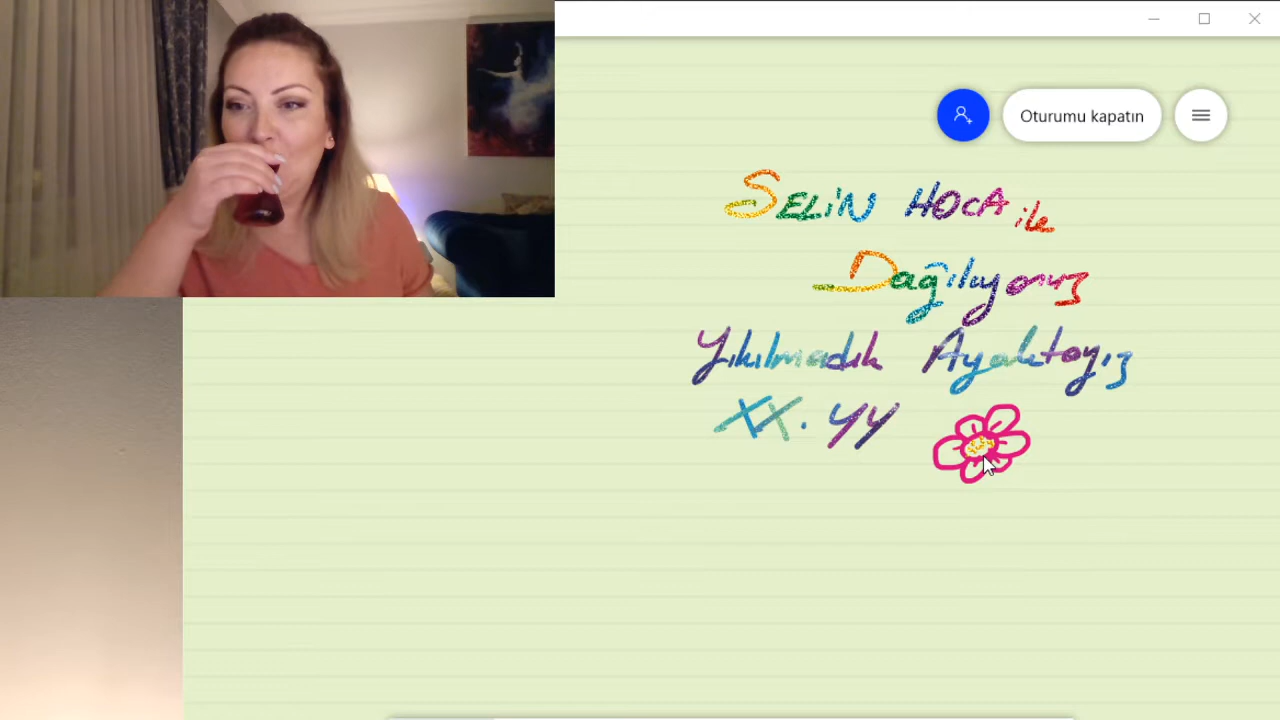 Oturumu kapatın
SELİN HOCA ile
Dağılıyoruz
Yıkılmadık Ayaktayız
XX. YY